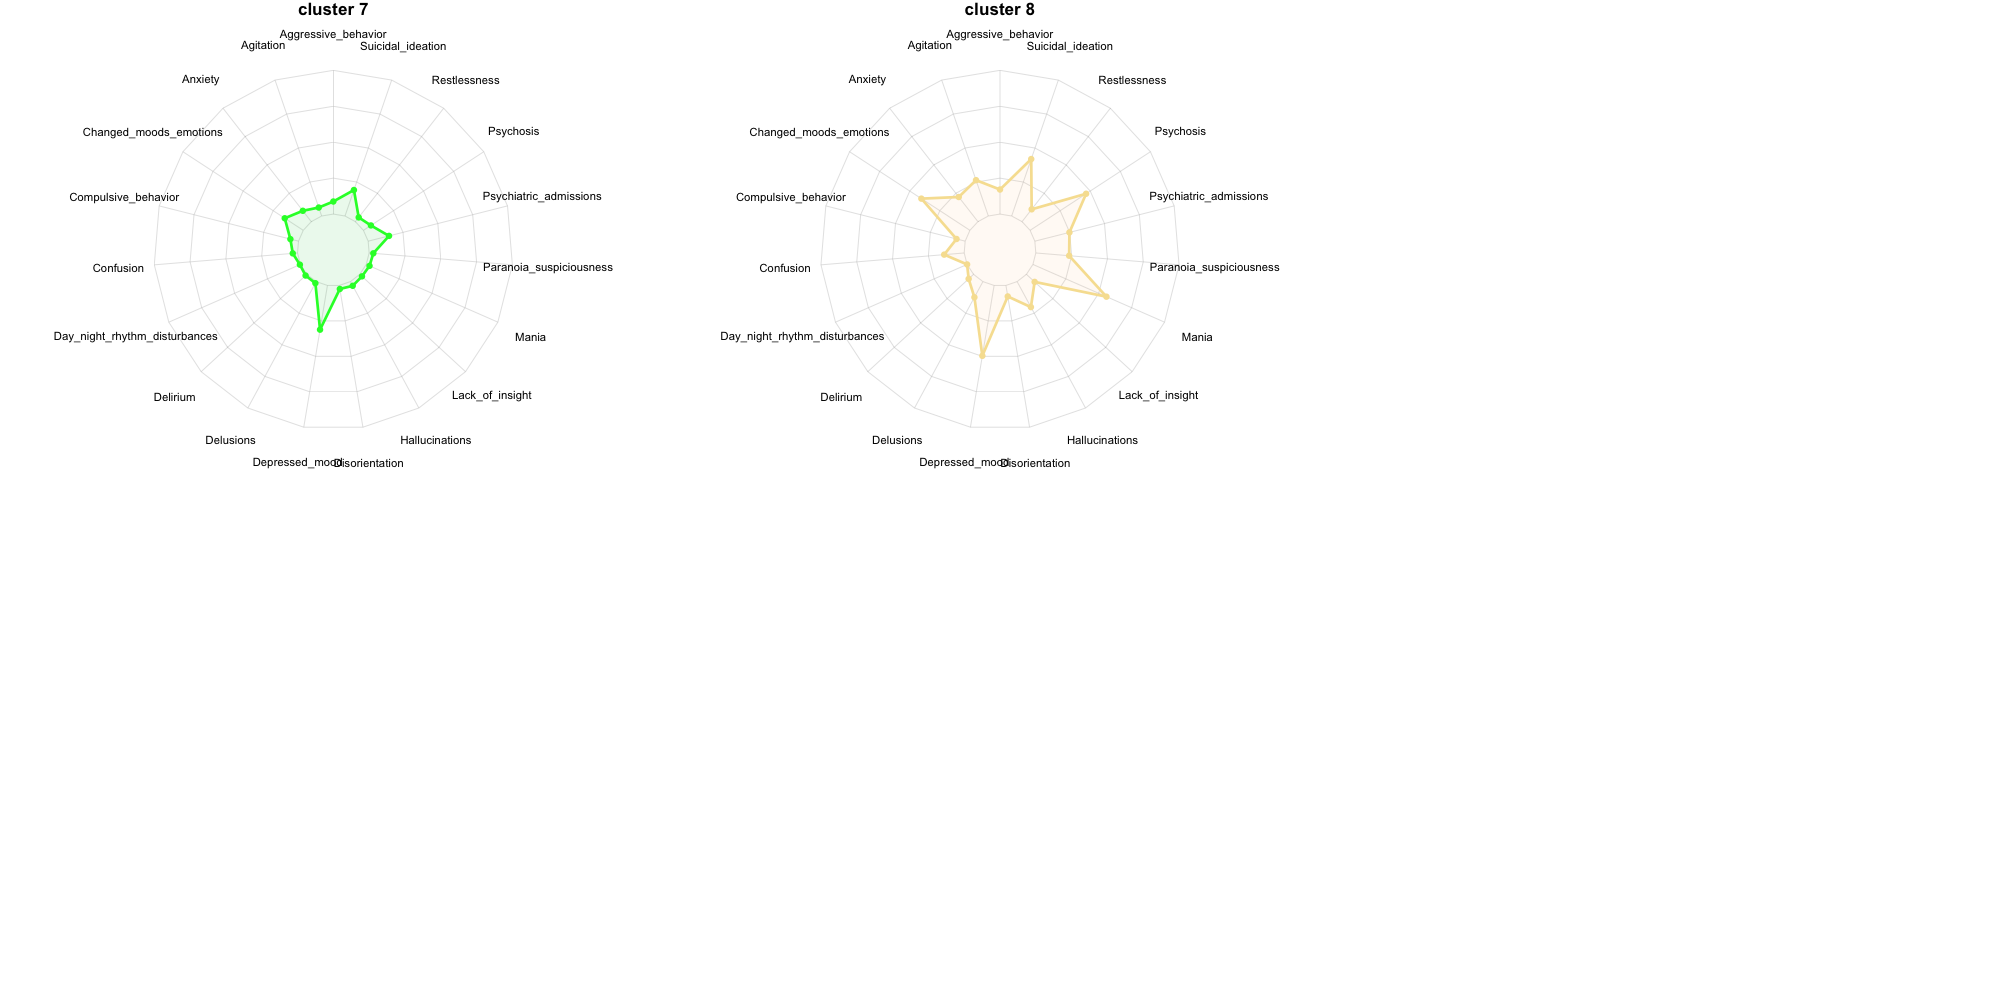 cluster 7
Aggressive_behavior
Agitation
Suicidal_ideation
Anxiety
Restlessness
Changed_moods_emotions
Psychosis
Compulsive_behavior
Psychiatric_admissions
Confusion
Paranoia_suspiciousness
Day_night_rhythm_disturbances
Mania
Delirium
Lack_of_insight
Delusions
Hallucinations
Depressed_mood
Disorientation
cluster 8
Aggressive_behavior
Agitation
Suicidal_ideation
Anxiety
Restlessness
Changed_moods_emotions
Psychosis
Compulsive_behavior
Psychiatric_admissions
Confusion
Paranoia_suspiciousness
Day_night_rhythm_disturbances
Mania
Delirium
Lack_of_insight
Delusions
Hallucinations
Depressed_mood
Disorientation